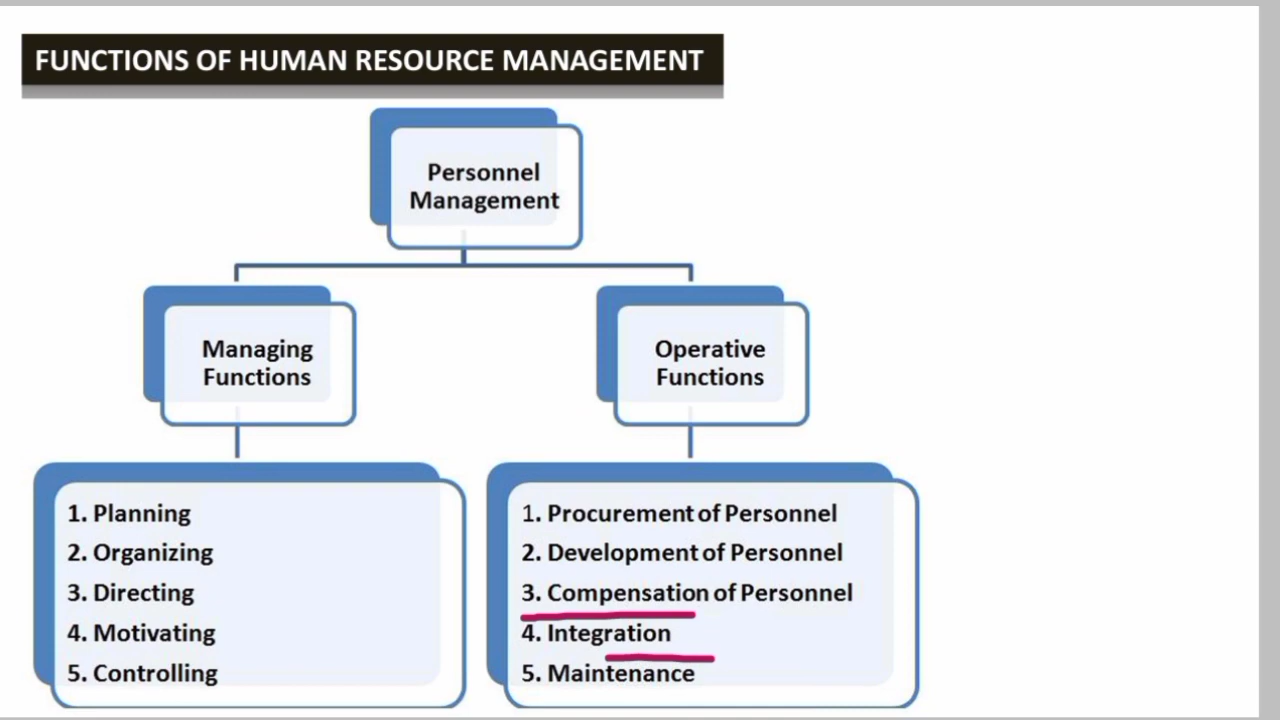 FUNCTIONS OF HUMAN RESOURCE MANAGEMENT
Personnel
Management
Managing
Functions
Operative
Functions
1. Planning
2. Organizing
3. Directing
4. Motivating
5. Controlling
1. Procurement of Personnel
2. Development of Personnel
3. Compensation of Personnel
4. Integration
5. Maintenance